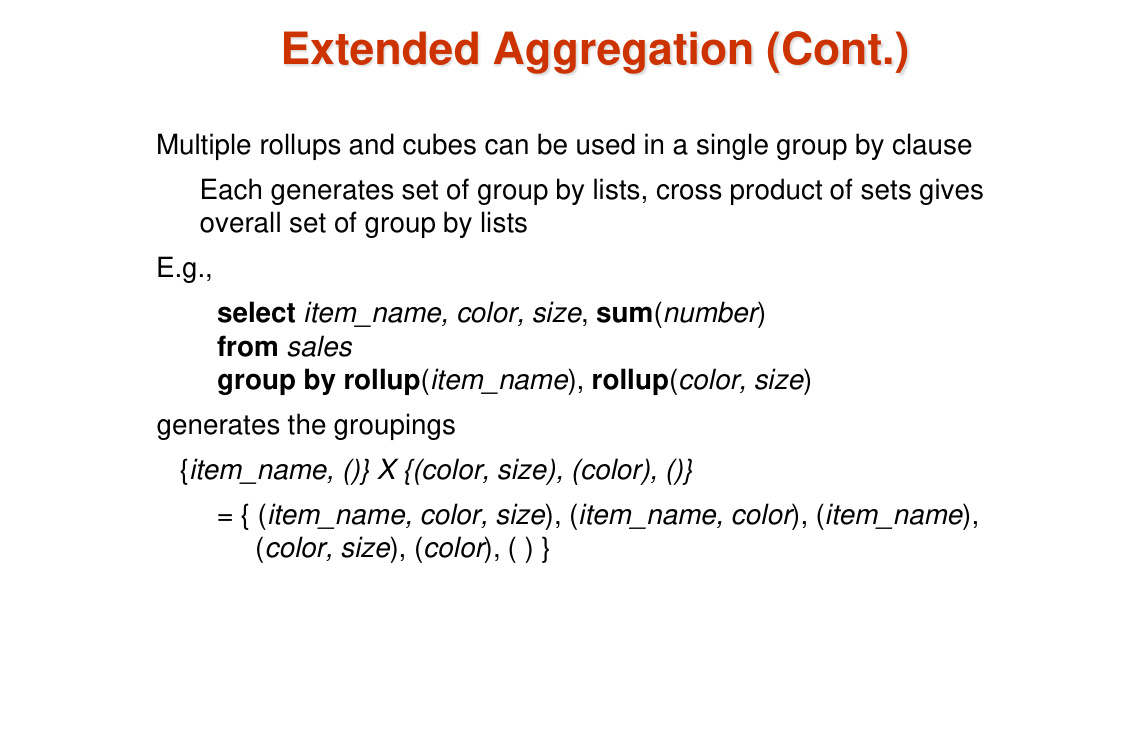 Extended Aggregation (Cont.)
Multiple rollups and cubes can be used in a single group by clause
Each generates set of group by lists, cross product of sets gives
overall set of group by lists
E.g.,
select item_name, color, size, sum(number)
from sales
group by rollup(item_name), rollup(color, size)
generates the groupings
{item_name, ()} X {(color, size), (color), ()}
= { (item_name, color, size), (item_name, color), (item_name),
(color, size), (color), ( ) }